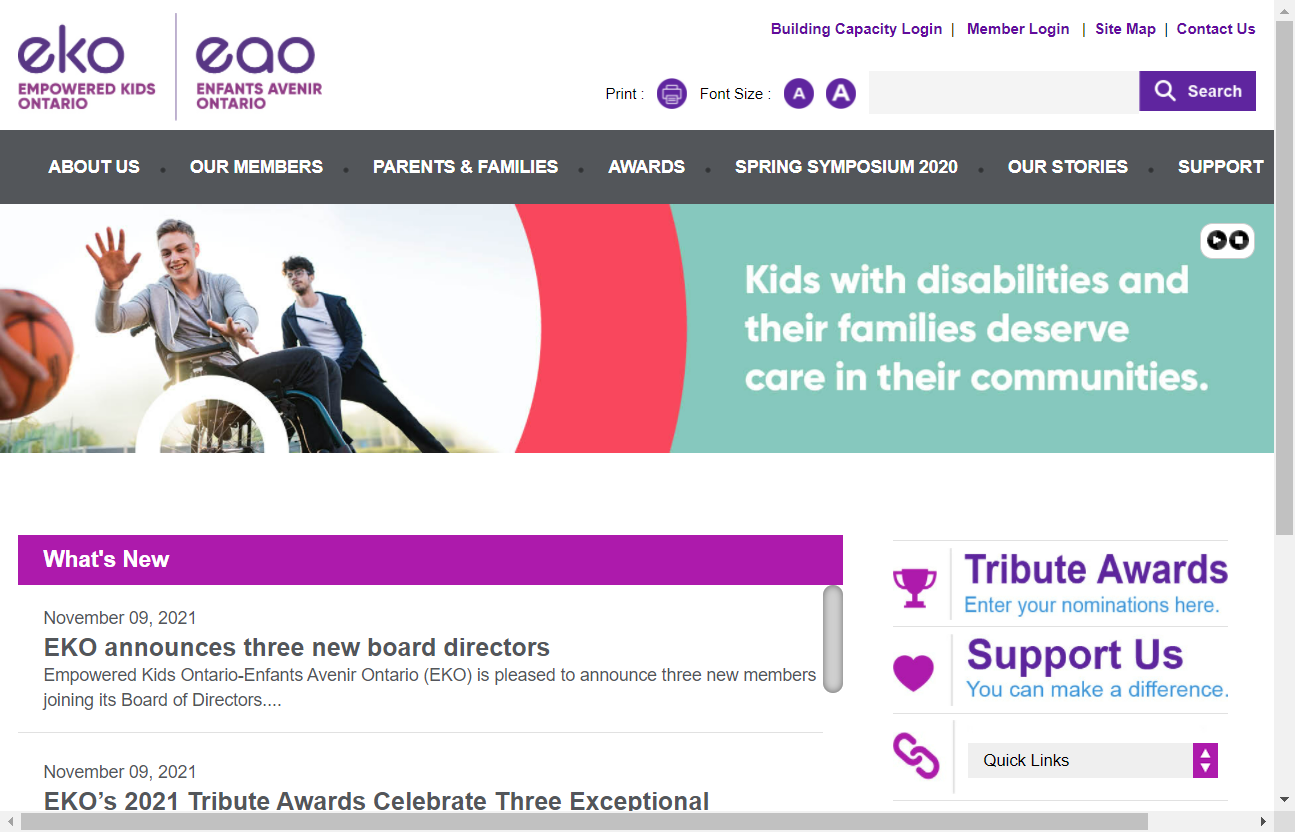 eko
EMPOWERED KIDS
ONTARIO
eao
ENFANTS AVENIR
ONTARIO
Building Capacity Login | Member Login | Site Map | Contact Us
Print : Font Size : A A Search
ABOUT US • OUR MEMBERS • PARENTS & FAMILIES • AWARDS • SPRING SYMPOSIUM 2020 • OUR STORIES • SUPPORT
Kids with disabilities and
their families deserve
care in their communities.
What's New
November 09, 2021
EKO announces three new board directors
Empowered Kids Ontario-Enfants Avenir Ontario (EKO) is pleased to announce three new members
joining its Board of Directors....
November 09, 2021
EKO’s 2021 Tribute Awards Celebrate Three Exceptional
Tribute Awards
Enter your nominations here.
Support Us
You can make a difference.
Quick Links